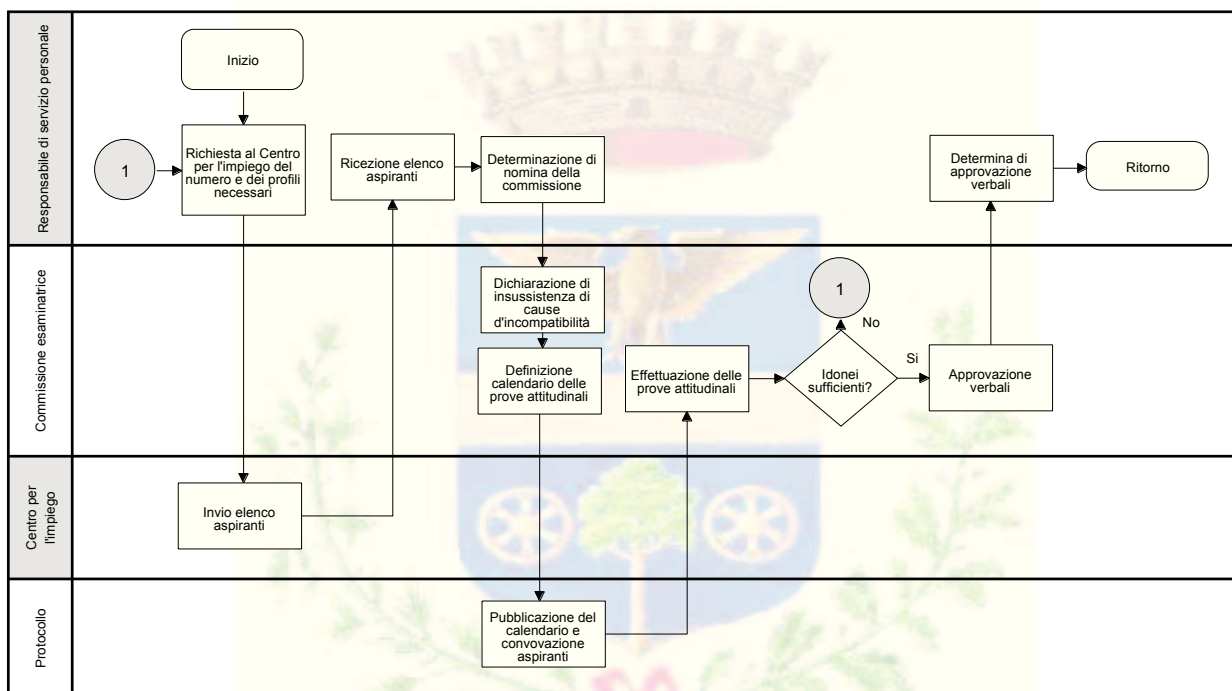 Responsabile di servizio personale
Inizio
1
Richiesta al Centro
per l'impiego del
numero e dei profili
necessari
Ricezione elenco
aspiranti
Determinazione di
nomina della
commissione
Determina di
approvazione
verbali
Ritorno
Commissione esaminatrice
Dichiarazione di
insussistenza di
cause
d'incompatibilità
Definizione
calendario delle
prove attitudinali
Effettuazione delle
prove attitudinali
1
No
Idonei
sufficienti?
Si
Approvazione
verbali
Centro per
l'impiego
Invio elenco
aspiranti
Protocollo
Pubblicazione del
calendario e
convovazione
aspiranti